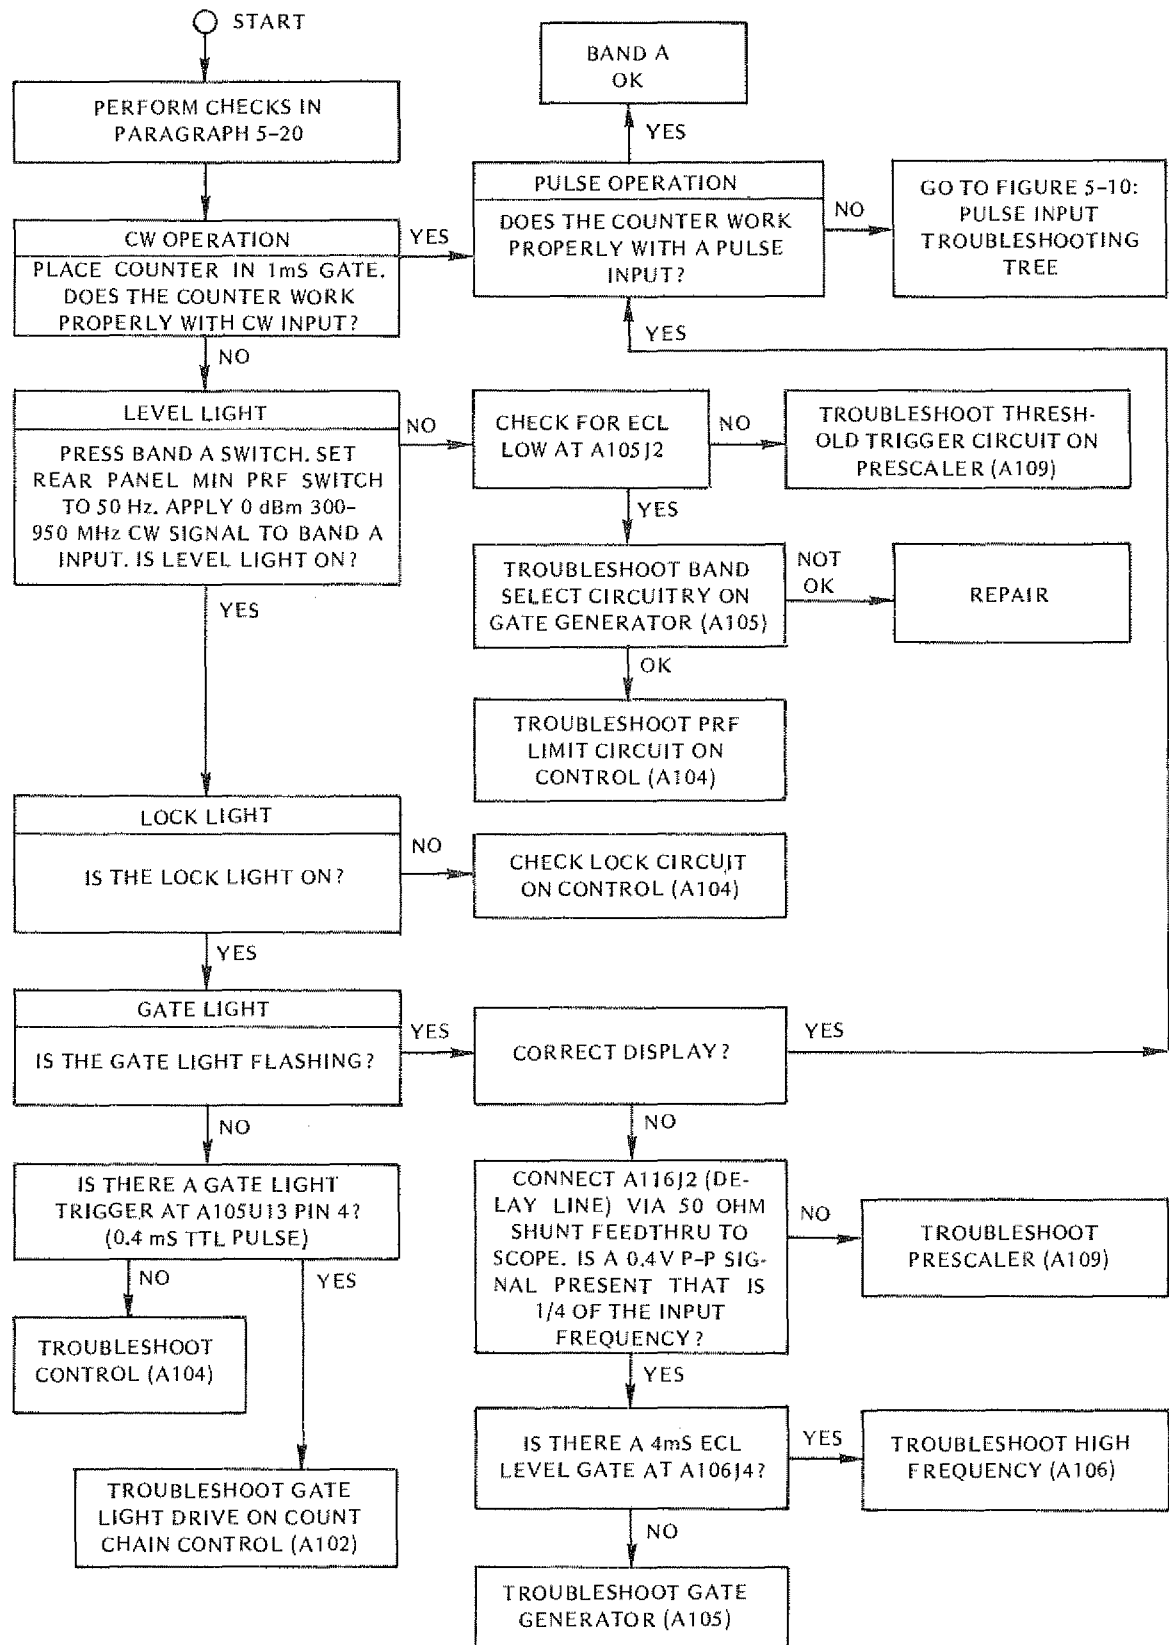 START
PERFORM CHECKS IN
PARAGRAPH 5-20
CW OPERATION
PLACE COUNTER IN 1mS GATE.
DOES THE COUNTER WORK
PROPERLY WITH CW INPUT?
YES
NO
BAND A
OK
YES
PULSE OPERATION
DOES THE COUNTER WORK
PROPERLY WITH A PULSE
INPUT?
NO
GO TO FIGURE 5-10:
PULSE INPUT
TROUBLESHOOTING
TREE
YES
LEVEL LIGHT
PRESS BAND A SWITCH. SET
REAR PANEL MIN PRF SWITCH
TO 50 Hz. APPLY 0 dBm 300-
950 MHz CW SIGNAL TO BAND A
INPUT. IS LEVEL LIGHT ON?
NO
YES
CHECK FOR ECL
LOW AT A105J2
NO
TROUBLESHOOT THRESH-
OLD TRIGGER CIRCUIT ON
PRESCALER (A109)
YES
TROUBLESHOOT BAND
SELECT CIRCUITRY ON
GATE GENERATOR (A105)
NOT
OK
REPAIR
OK
TROUBLESHOOT PRF
LIMIT CIRCUIT ON
CONTROL (A104)
LOCK LIGHT
IS THE LOCK LIGHT ON?
NO
CHECK LOCK CIRCUIT
ON CONTROL (A104)
YES
GATE LIGHT
IS THE GATE LIGHT FLASHING?
YES
CORRECT DISPLAY?
YES
NO
NO
IS THERE A GATE LIGHT
TRIGGER AT A105U13 PIN 4?
(0.4 mS TTL PULSE)
NO
YES
TROUBLESHOOT
CONTROL (A104)
TROUBLESHOOT GATE
LIGHT DRIVE ON COUNT
CHAIN CONTROL (A102)
CONNECT A116J2 (DE-
LAY LINE) VIA 50 OHM
SHUNT FEEDTHRU TO
SCOPE. IS A 0.4V P-P SIG-
NAL PRESENT THAT IS
1/4 OF THE INPUT
FREQUENCY?
NO
TROUBLESHOOT
PRESCALER (A109)
YES
IS THERE A 4mS ECL
LEVEL GATE AT A106J4?
YES
TROUBLESHOOT HIGH
FREQUENCY (A106)
NO
TROUBLESHOOT GATE
GENERATOR (A105)